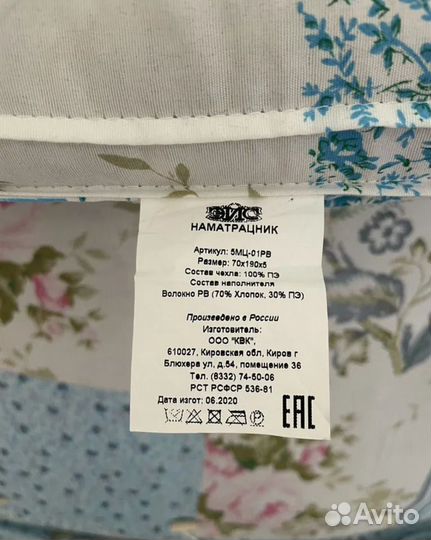 ЭЙС
НАМАТРАЦНИК
Артикул: 5МЦ-01РВ
Размер: 70х190х5
Состав чехла: 100% ПЭ
Состав наполнителя
Волокно РВ (70% Хлопок, 30% ПЭ)
Произведено в России
Изготовитель:
ООО "КВК",
610027, Кировская обл, Киров г
Блюхера ул, д.54, помещение 36
Тел. (8332) 74-50-06
РСТ РСФСР 536-81
Дата изгот: 06.2020
ЕАС
Avito